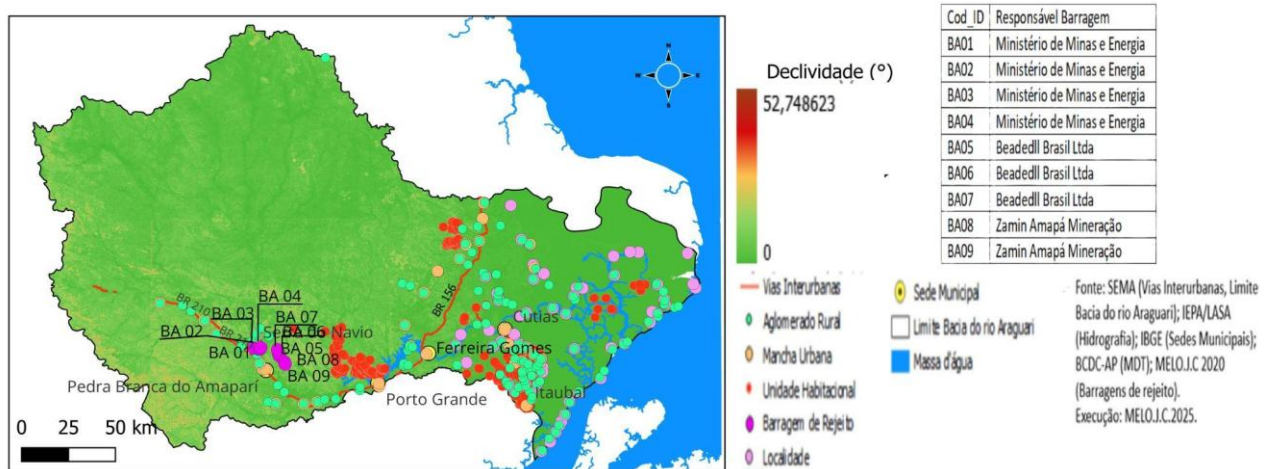 N
BR 156
BR 210
BR 21
BA 04
BA 03
BA 07
BA 02
BA 06
Navio
BA 01
BA 05
BA 08
BA 09
Pedra Branca do Amapari
Porto Grande
Ferreira Gomes
Cutias
Itaubal
0 25 50 km
Declividade (°)
52,748623
0
Vias Interurbanas
Aglomerado Rural
Mancha Urbana
Unidade Habitacional
Barragem de Rejeito
Localidade
Sede Municipal
Limite Bacia do rio Araguari
Massa d'água
Cod_ID Responsável Barragem
BA01 Ministério de Minas e Energia
BA02 Ministério de Minas e Energia
BA03 Ministério de Minas e Energia
BA04 Ministério de Minas e Energia
BA05 Beadedll Brasil Ltda
BA06 Beadedll Brasil Ltda
BA07 Beadedll Brasil Ltda
BA08 Zamin Amapá Mineração
BA09 Zamin Amapá Mineração
Fonte: SEMA (Vias Interurbanas, Limite
Bacia do rio Araguari); IEPA/LASA
(Hidrografia); IBGE (Sedes Municipais);
BCDC-AP (MDT); MELO.J.C 2020
(Barragens de rejeito).
Execução: MELO.J.C.2025.